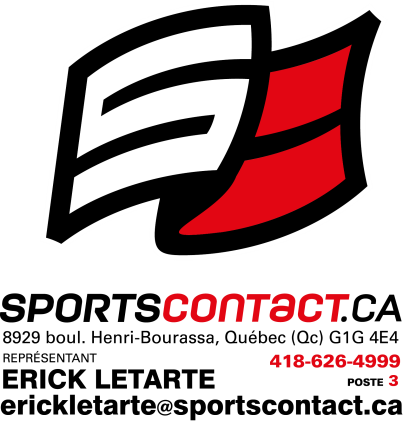 SPORTSCONTACT.CA
8929 boul. Henri-Bourassa, Québec (Qc) G1G 4E4
REPRÉSENTANT 418-626-4999
ERICK LETARTE POSTE 3
erickletarte@sportscontact.ca